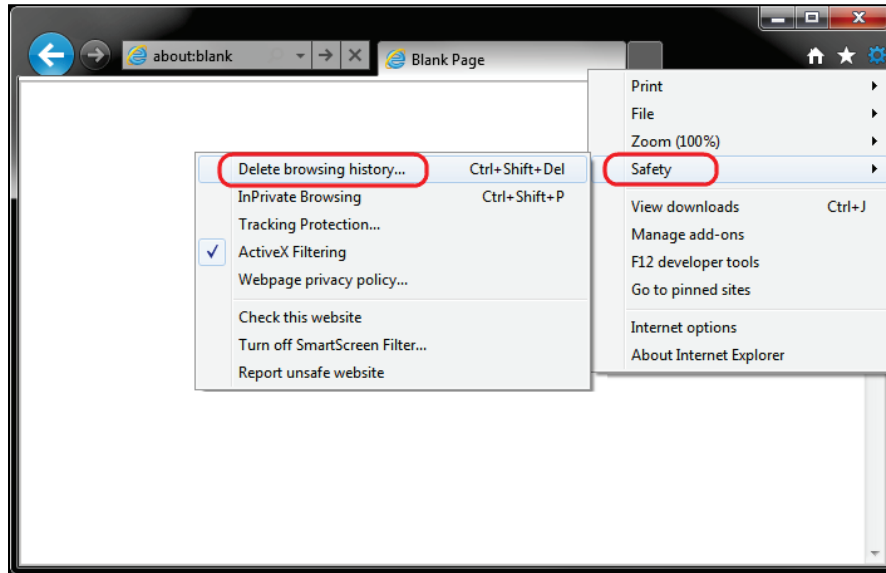 about:blank
Blank Page
Print
File
Zoom (100%)
Safety
View downloads Ctrl+J
Manage add-ons
F12 developer tools
Go to pinned sites
Internet options
About Internet Explorer
Delete browsing history... Ctrl+Shift+Del
InPrivate Browsing Ctrl+Shift+P
Tracking Protection...
ActiveX Filtering
Webpage privacy policy...
Check this website
Turn off SmartScreen Filter...
Report unsafe website